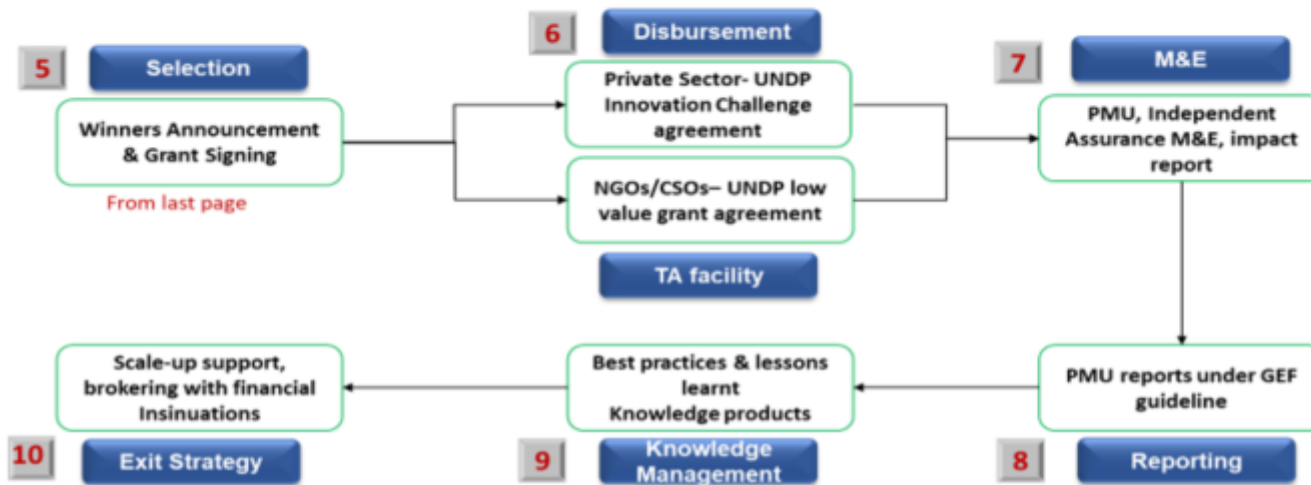 5
Selection
Winners Announcement
& Grant Signing
From last page
6
Disbursement
Private Sector- UNDP
Innovation Challenge
agreement
NGOs/CSOs– UNDP low
value grant agreement
TA facility
7
M&E
PMU, Independent
Assurance M&E, impact
report
PMU reports under GEF
guideline
8
Reporting
Best practices & lessons
learnt
Knowledge products
9
Knowledge
Management
Scale-up support,
brokering with financial
Insinuations
10
Exit Strategy